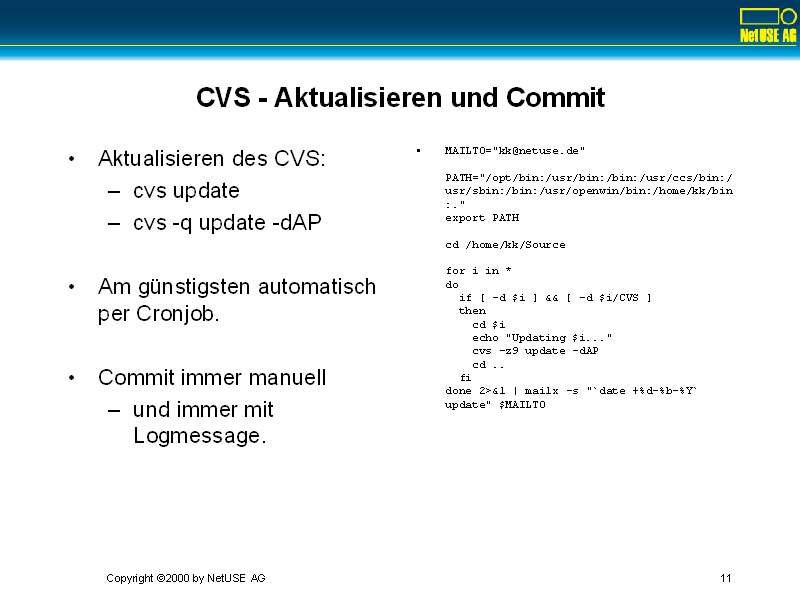 NetUSE AG
CVS - Aktualisieren und Commit
• Aktualisieren des CVS:
– cvs update
– cvs -q update -dAP
• Am günstigsten automatisch
per Cronjob.
• Commit immer manuell
– und immer mit
Logmessage.
• MAILTO="kk@netuse.de"
PATH="/opt/bin:/usr/bin:/bin:/usr/ccs/bin:/
usr/sbin:/bin:/usr/openwin/bin:/home/kk/bin
:."
export PATH
cd /home/kk/Source
for i in *
do
if [ -d $i ] && [ -d $i/CVS ]
then
cd $i
echo "Updating $i..."
cvs -z9 update -dAP
cd ..
fi
done 2>&1 | mailx -s "`date +%d-%b-%Y`
update" $MAILTO
Copyright ©2000 by NetUSE AG
11